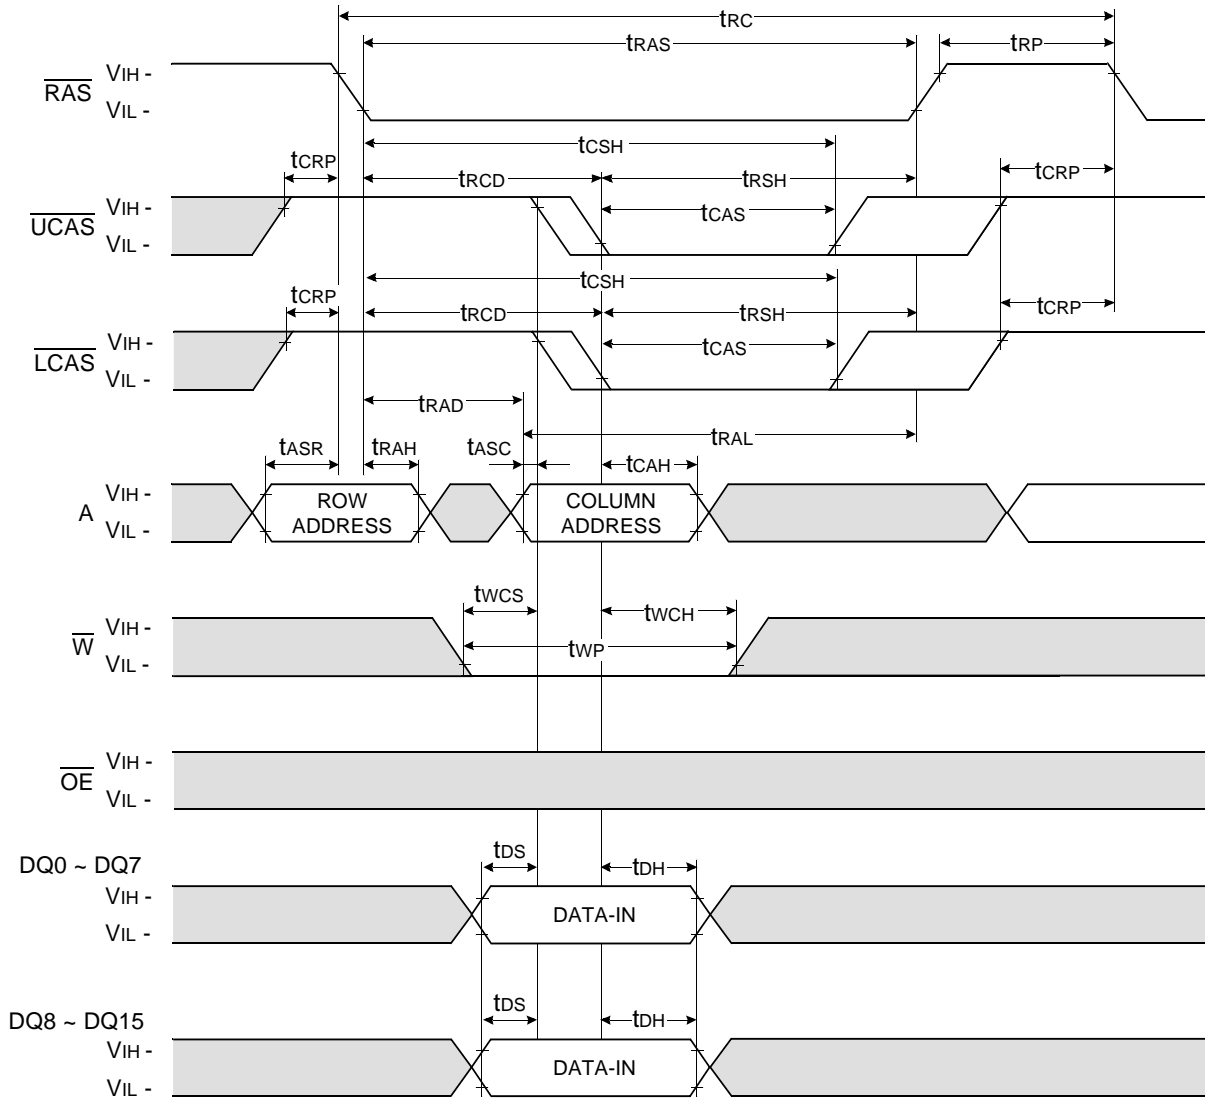 tRC
tRAS
tRP
RAS
VIH -
VIL -
tCSH
tCRP
tRCD
tRSH
tCRP
UCAS
VIH -
VIL -
tCAS
tCSH
tCRP
tRCD
tRSH
tCRP
LCAS
VIH -
VIL -
tCAS
tRAD
tRAL
tASR
tRAH
tASC
tCAH
A
VIH -
VIL -
ROW
ADDRESS
COLUMN
ADDRESS
tWCS
tWCH
W
VIH -
VIL -
tWP
OE
VIH -
VIL -
DQ0 ~ DQ7
tDS
tDH
VIH -
VIL -
DATA-IN
DQ8 ~ DQ15
tDS
tDH
VIH -
VIL -
DATA-IN